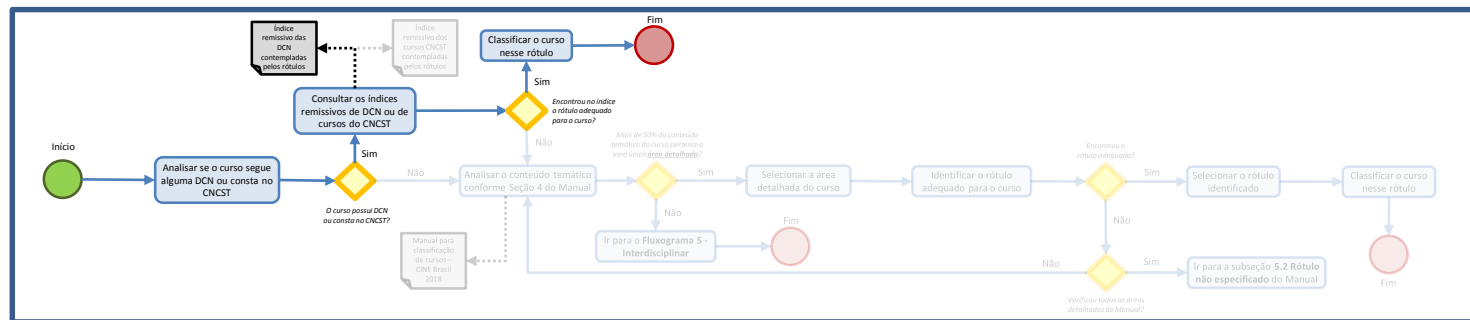 Índice
remissivo das
DCN
contempladas
pelos rótulos
Índice
remissivo dos
cursos CNCST
contemplados
pelos rótulos
Classificar o curso
nesse rótulo
Fim
Sim
Consultar os índices
remissivos de DCN ou de
cursos do CNCST
Encontrou no índice
o rótulo adequado
para o curso?
Início
Sim
Não
Mais de 50% do conteúdo
temático do curso pertence a
uma única área detalhada?
Encontrou o
rótulo adequado?
Analisar se o curso segue
alguma DCN ou consta no
CNCST
Não
Analisar o conteúdo temático
conforme Seção 4 do Manual
Sim
Selecionar a área
detalhada do curso
Identificar o rótulo
adequado para o curso
Sim
Selecionar o rótulo
identificado
Classificar o curso
nesse rótulo
O curso possui DCN
ou consta no CNCST?
Não
Fim
Não
Manual para
classificação
de cursos –
CINE Brasil
2018
Ir para o Fluxograma 5 -
Interdisciplinar
Não
Sim
Ir para a subseção 5.2 Rótulo
não especificado do Manual
Fim
Verificou todas as áreas
detalhadas do Manual?